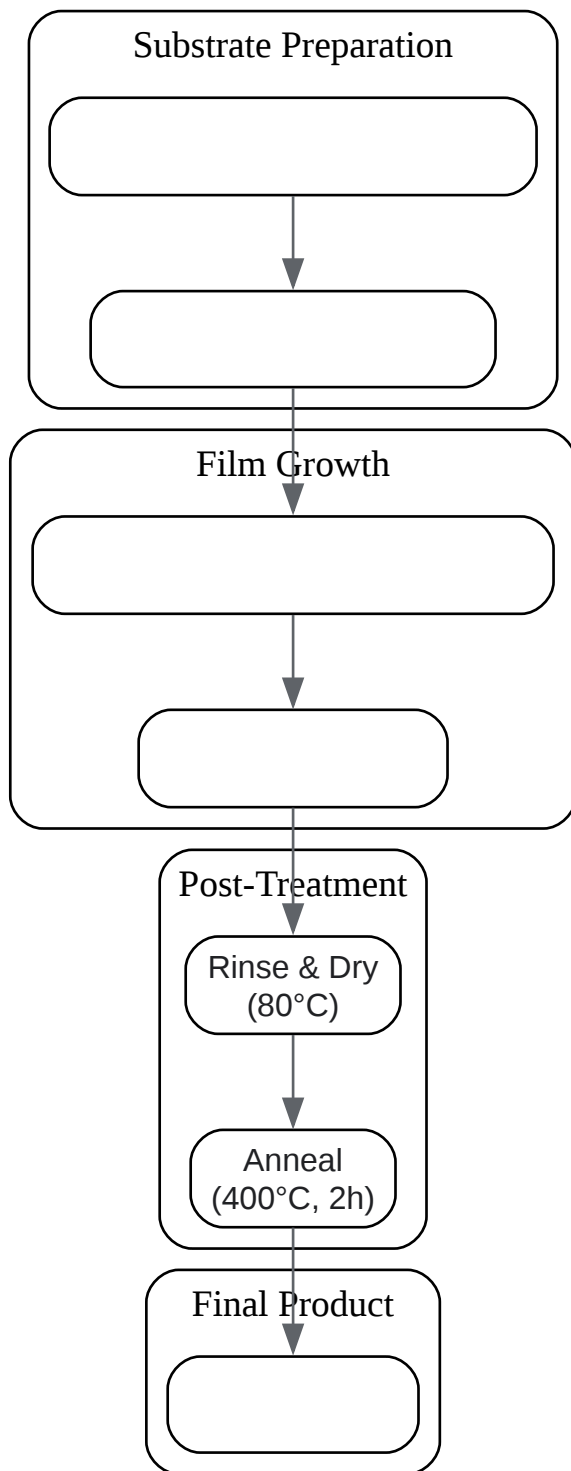 Substrate Preparation
Film Growth
Post-Treatment
Rinse & Dry
(80°C)
Anneal
(400°C, 2h)
Final Product